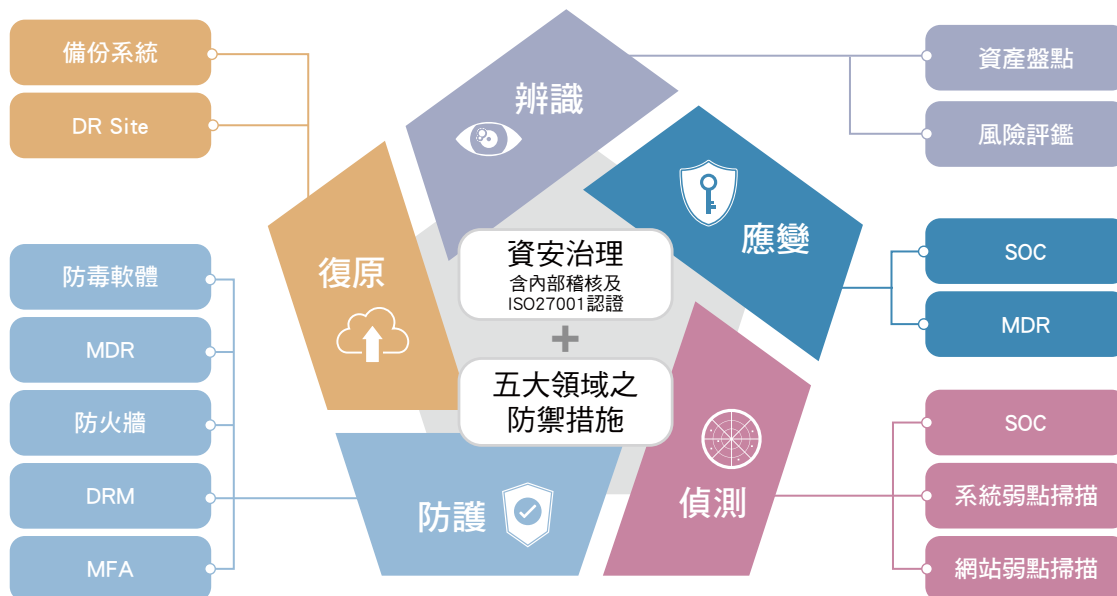 備份系統
DR Site
辨識
資產盤點
風險評鑑
復原
資安治理
含內部稽核及
ISO27001認證
+
五大領域之
防禦措施
應變
SOC
MDR
防毒軟體
MDR
防火牆
DRM
MFA
防護
偵測
SOC
系統弱點掃描
網站弱點掃描